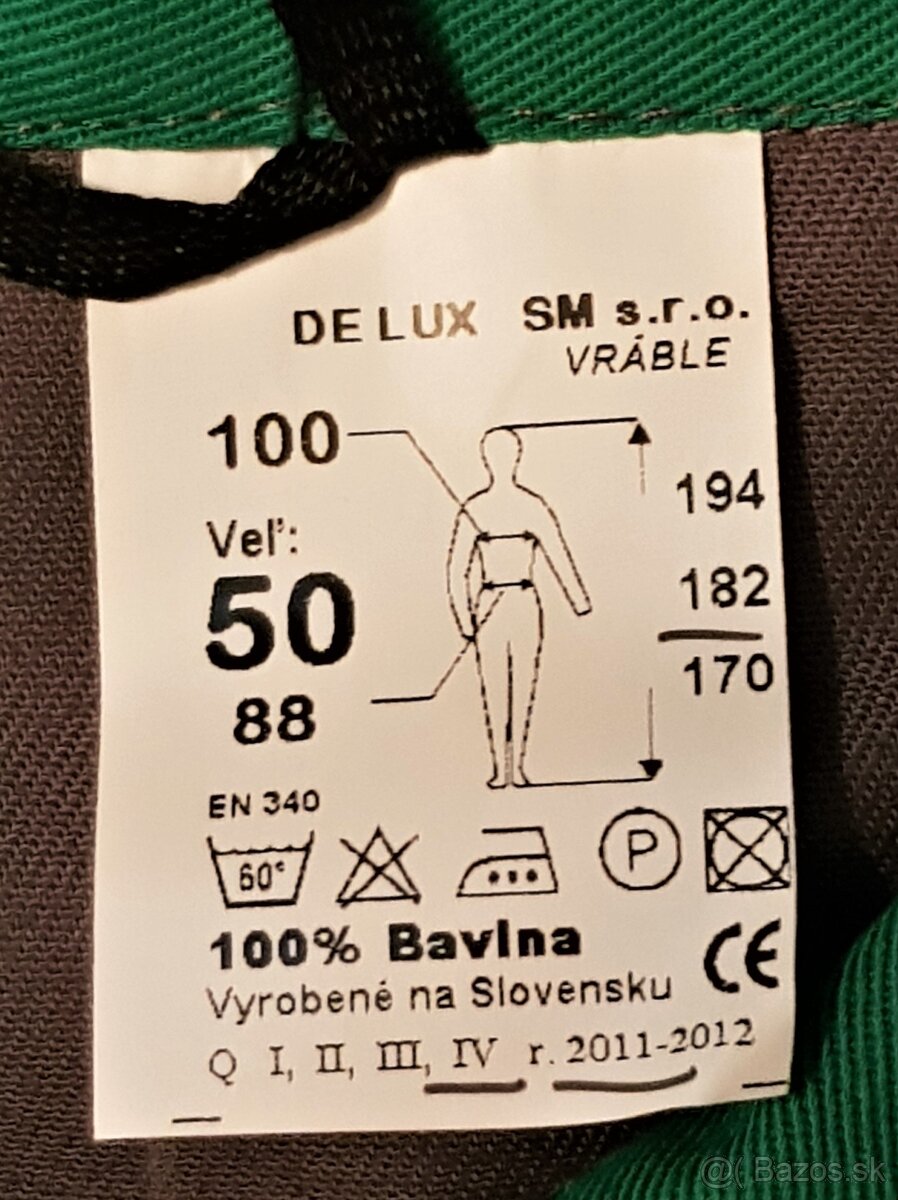 DE LUX SM s.r.o.
VRÁBLE
100
194
Veľ:
182
50
170
88
EN 340
60°
P
100% Bavlna
CE
Vyrobené na Slovensku
Q I, II, III, IV r. 2011-2012
@( Bazos.sk